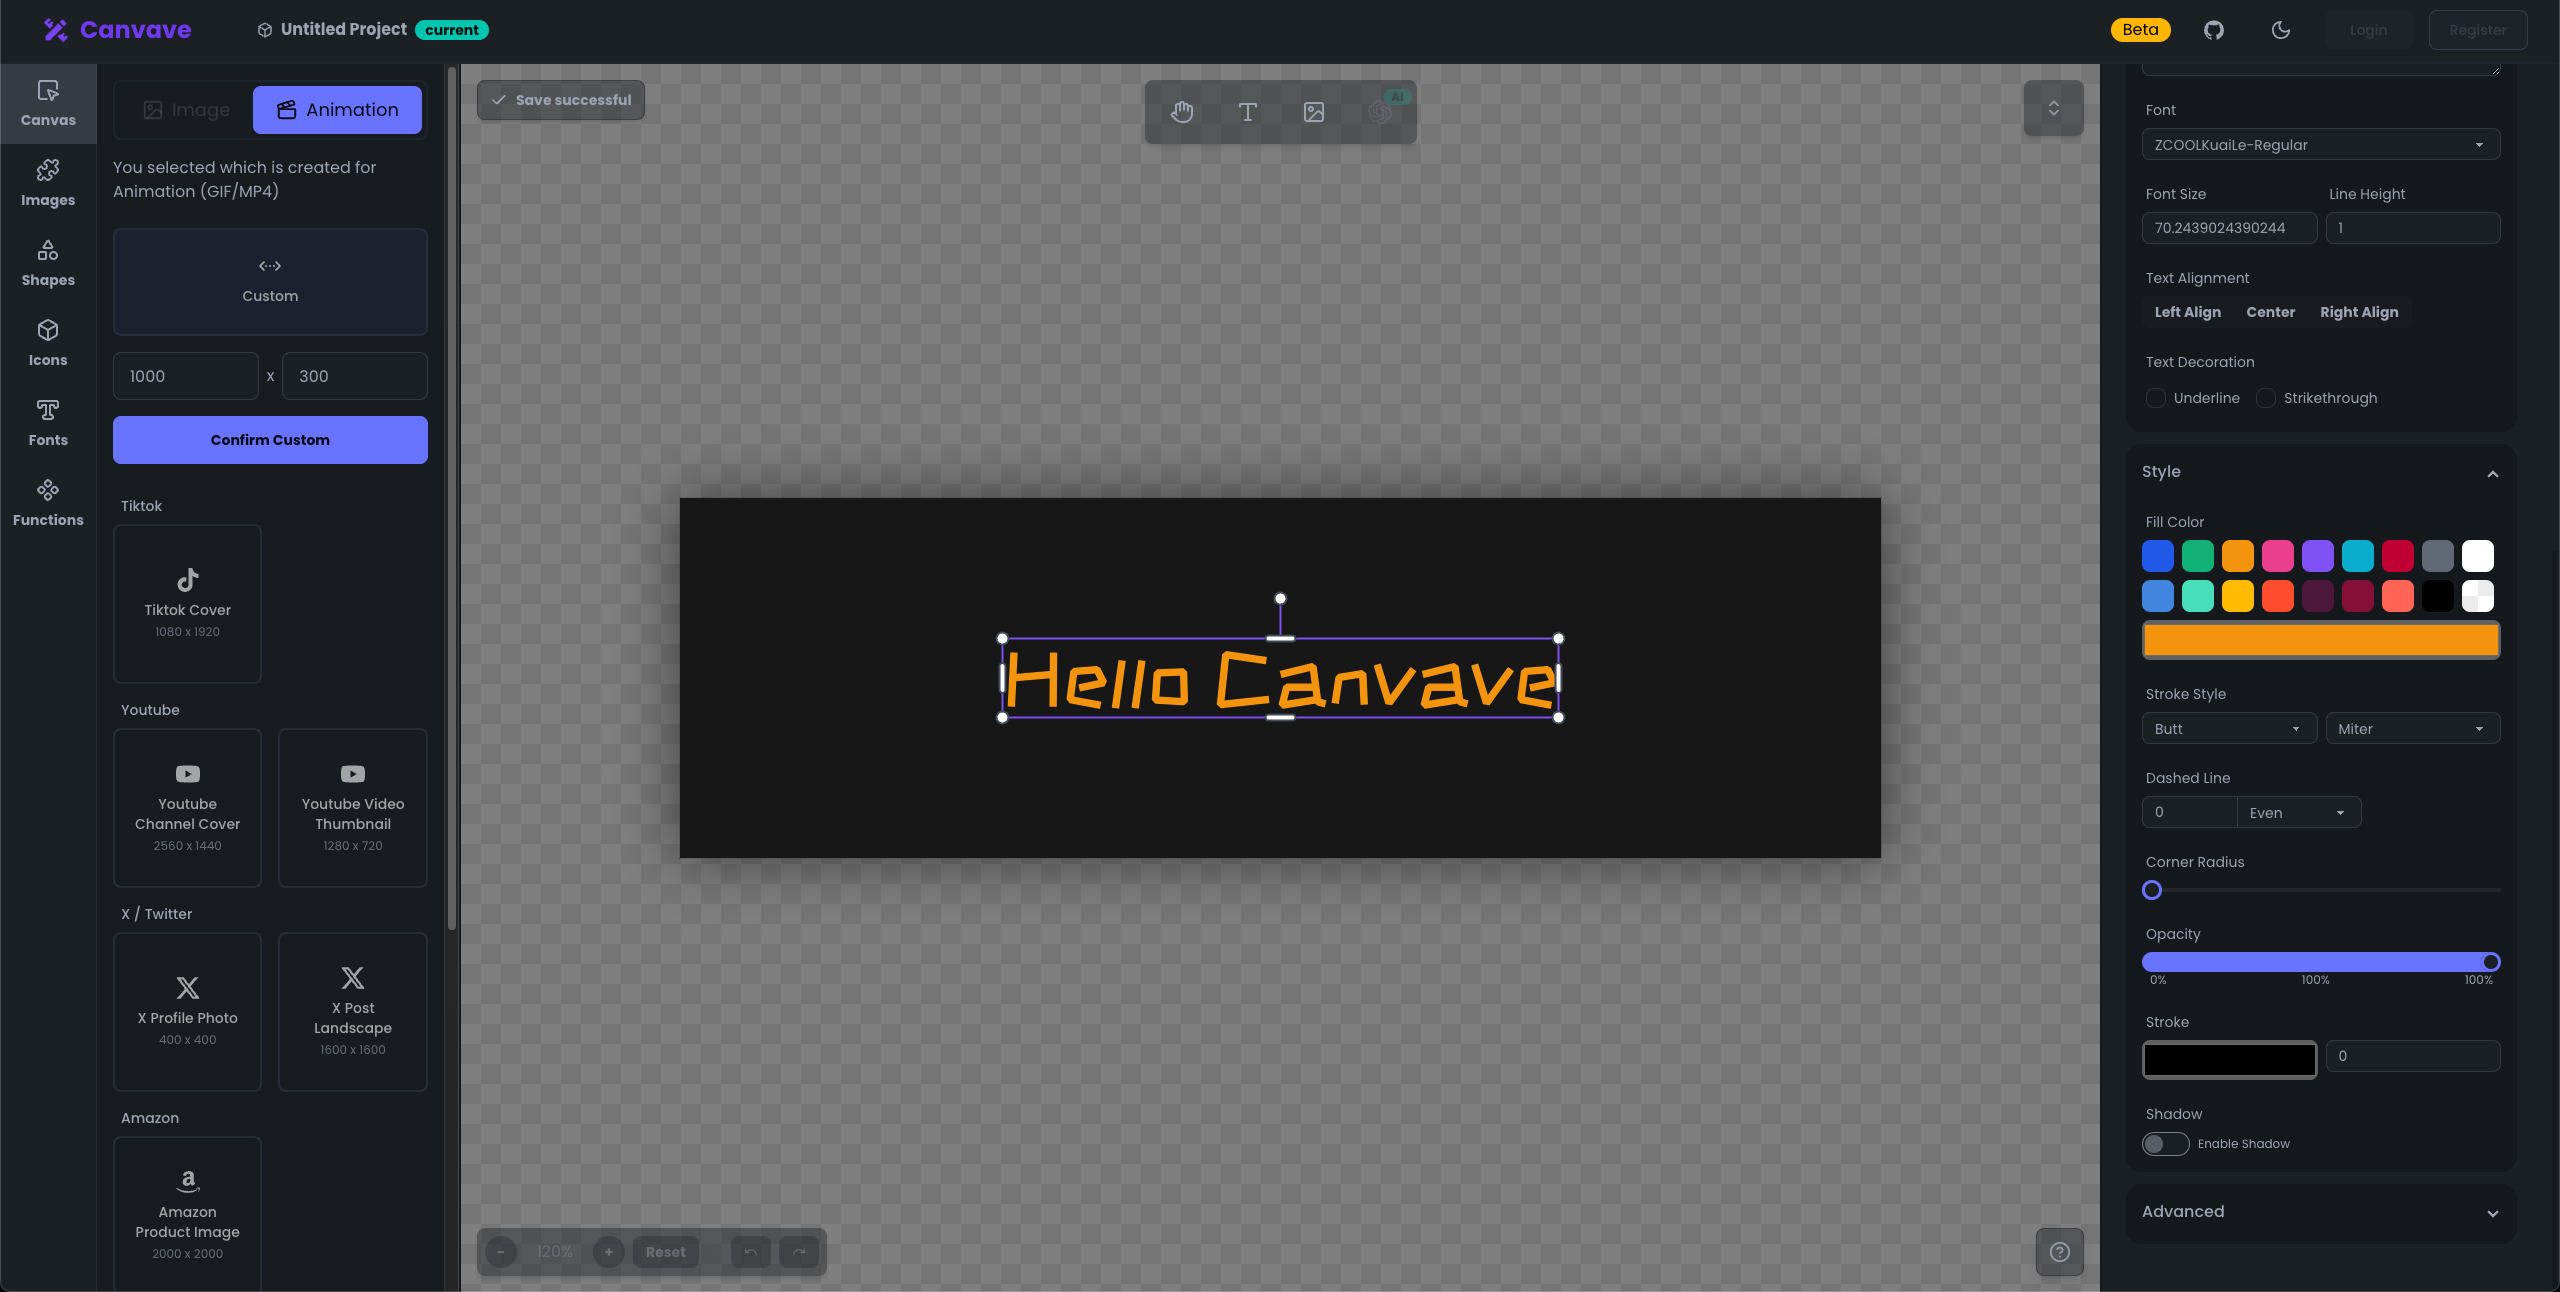 Canvave
Untitled Project current
Beta
Login
Register
Canvas
Images
Shapes
Icons
Fonts
Functions
Image
Animation
You selected which is created for
Animation (GIF/MP4)
Custom
1000 x 300
Confirm Custom
Tiktok
Tiktok Cover
1080 x 1920
Youtube
Youtube
Channel Cover
2560 x 1440
Youtube Video
Thumbnail
1280 x 720
X / Twitter
X Profile Photo
400 x 400
X Post
Landscape
1600 x 1600
Amazon
a
Amazon
Product Image
2000 x 2000
Save successful
AI
Hello Canvave
- 120% + Reset
Font
ZCOOLKuaiLe-Regular
Font Size
Line Height
70.2439024390244
1
Text Alignment
Left Align Center Right Align
Text Decoration
Underline Strikethrough
Style
Fill Color
Stroke Style
Butt
Miter
Dashed Line
0
Even
Corner Radius
Opacity
0% 100% 100%
Stroke
0
Shadow
Enable Shadow
Advanced